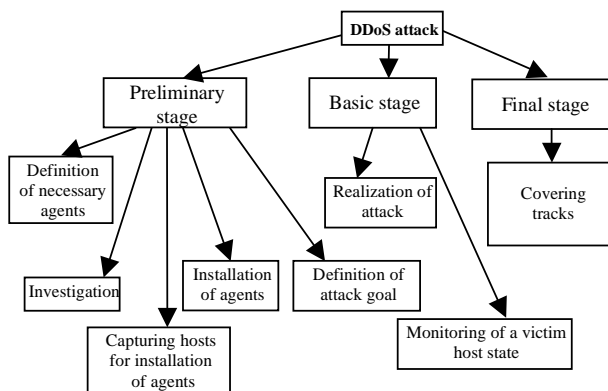 DDoS attack
Preliminary
stage
Basic stage
Final stage
Definition
of necessary
agents
Realization of
attack
Covering
tracks
Investigation
Installation
of agents
Definition of
attack goal
Capturing hosts
for installation
of agents
Monitoring of a victim
host state